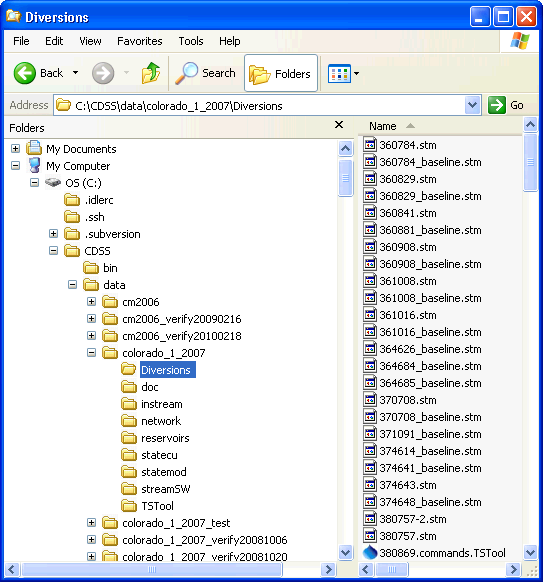 Diversions
File Edit View Favorites Tools Help
Back Search Folders
Address C:\CDSS\data\colorado_1_2007\Diversions Go
Folders
My Documents
My Computer
OS (C:)
.idlerc
.ssh
.subversion
CDSS
bin
data
cm2006
cm2006_verify20090216
cm2006_verify20100218
colorado_1_2007
Diversions
doc
instream
network
reservoirs
statecu
statemod
streamSW
TSTool
colorado_1_2007_test
colorado_1_2007_verify20081006
colorado_1_2007_verify20081020
Name
360784.stm
360784_baseline.stm
360829.stm
360829_baseline.stm
360841.stm
360881_baseline.stm
360908.stm
360908_baseline.stm
361008.stm
361008_baseline.stm
361016.stm
361016_baseline.stm
364626_baseline.stm
364684_baseline.stm
364685_baseline.stm
370708.stm
370708_baseline.stm
371091_baseline.stm
374614_baseline.stm
374641_baseline.stm
374643.stm
374648_baseline.stm
380757-2.stm
380757.stm
380869.commands.TSTool